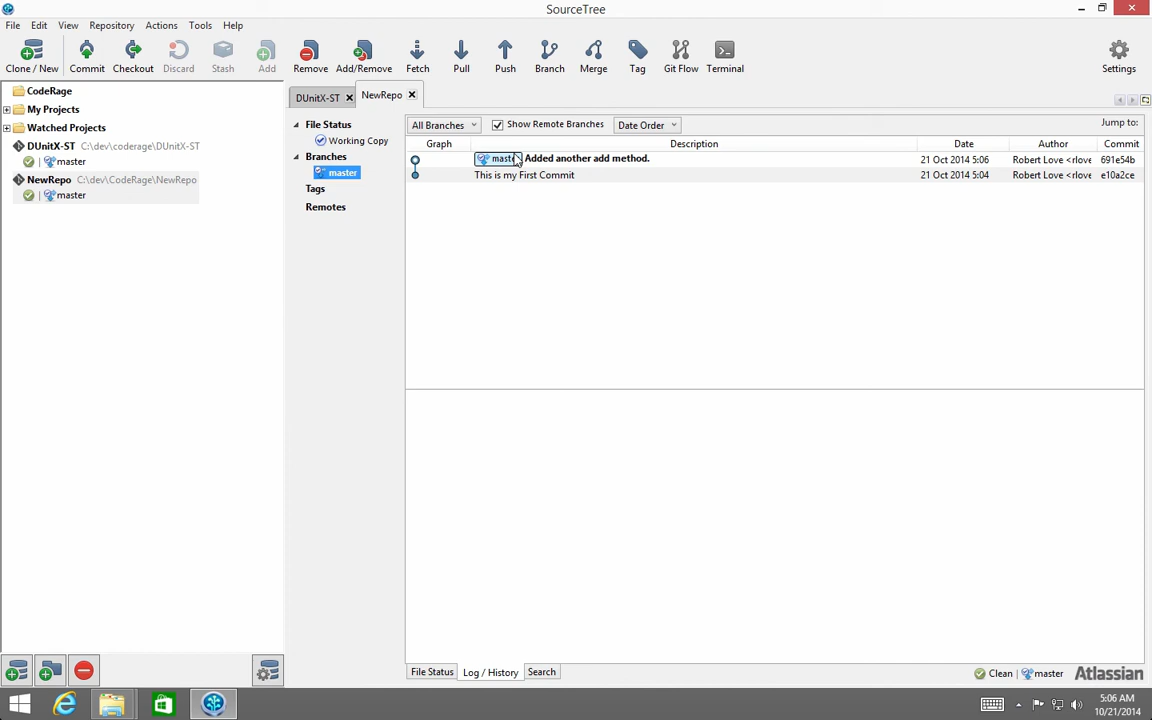 SourceTree
File Edit View Repository Actions Tools Help
Clone / New Commit Checkout Discard Stash Add Remove Add/Remove Fetch Pull Push Branch Merge Tag Git Flow Terminal Settings
CodeRage
My Projects
Watched Projects
DUnitX-ST C:\dev\coderage\DUnitX-ST
master
NewRepo C:\dev\CodeRage\NewRepo
master
DUnitX-ST NewRepo
File Status
Working Copy
Branches
master
Tags
Remotes
All Branches Show Remote Branches Date Order Jump to:
Graph Description Date Author Commit
Added another add method. 21 Oct 2014 5:06 Robert Love <rlove 691e54b
This is my First Commit 21 Oct 2014 5:04 Robert Love <rlove e10a2ce
File Status Log / History Search
Clean master Atlassian
5:06 AM
10/21/2014